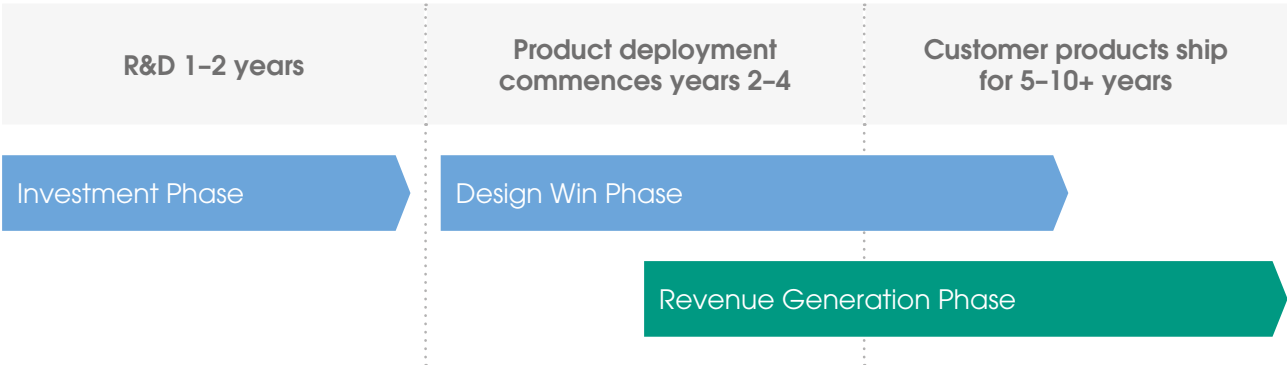 R&D 1–2 years
Product deployment
commences years 2–4
Customer products ship
for 5–10+ years
Investment Phase
Design Win Phase
Revenue Generation Phase